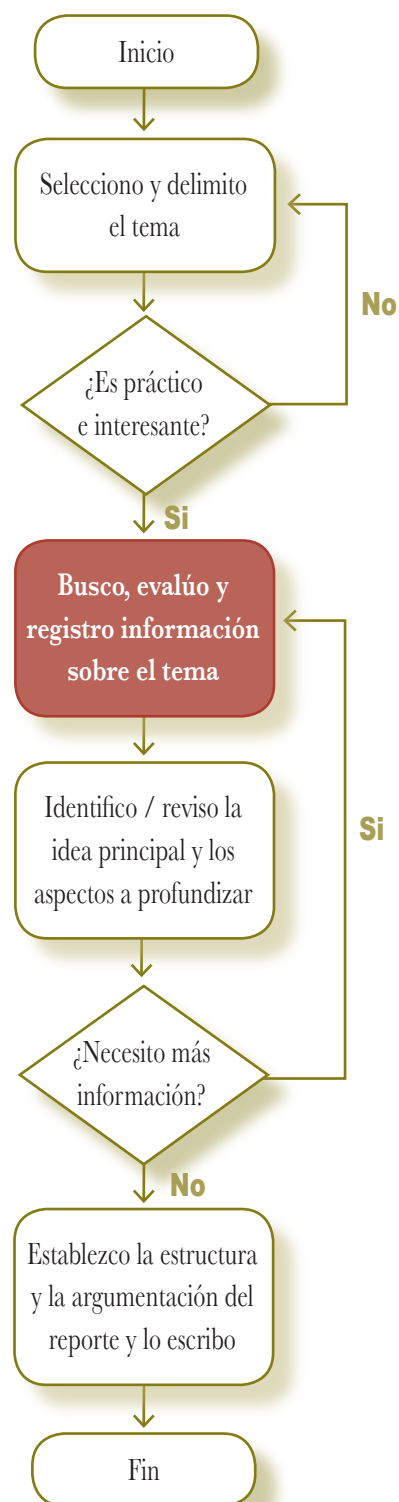 Inicio
Selecciono y delimito
el tema
No
¿Es práctico
e interesante?
Si
Busco, evalúo y
registro información
sobre el tema
Identifico / reviso la
idea principal y los
aspectos a profundizar
Si
¿Necesito más
información?
No
Establezco la estructura
y la argumentación del
reporte y lo escribo
Fin